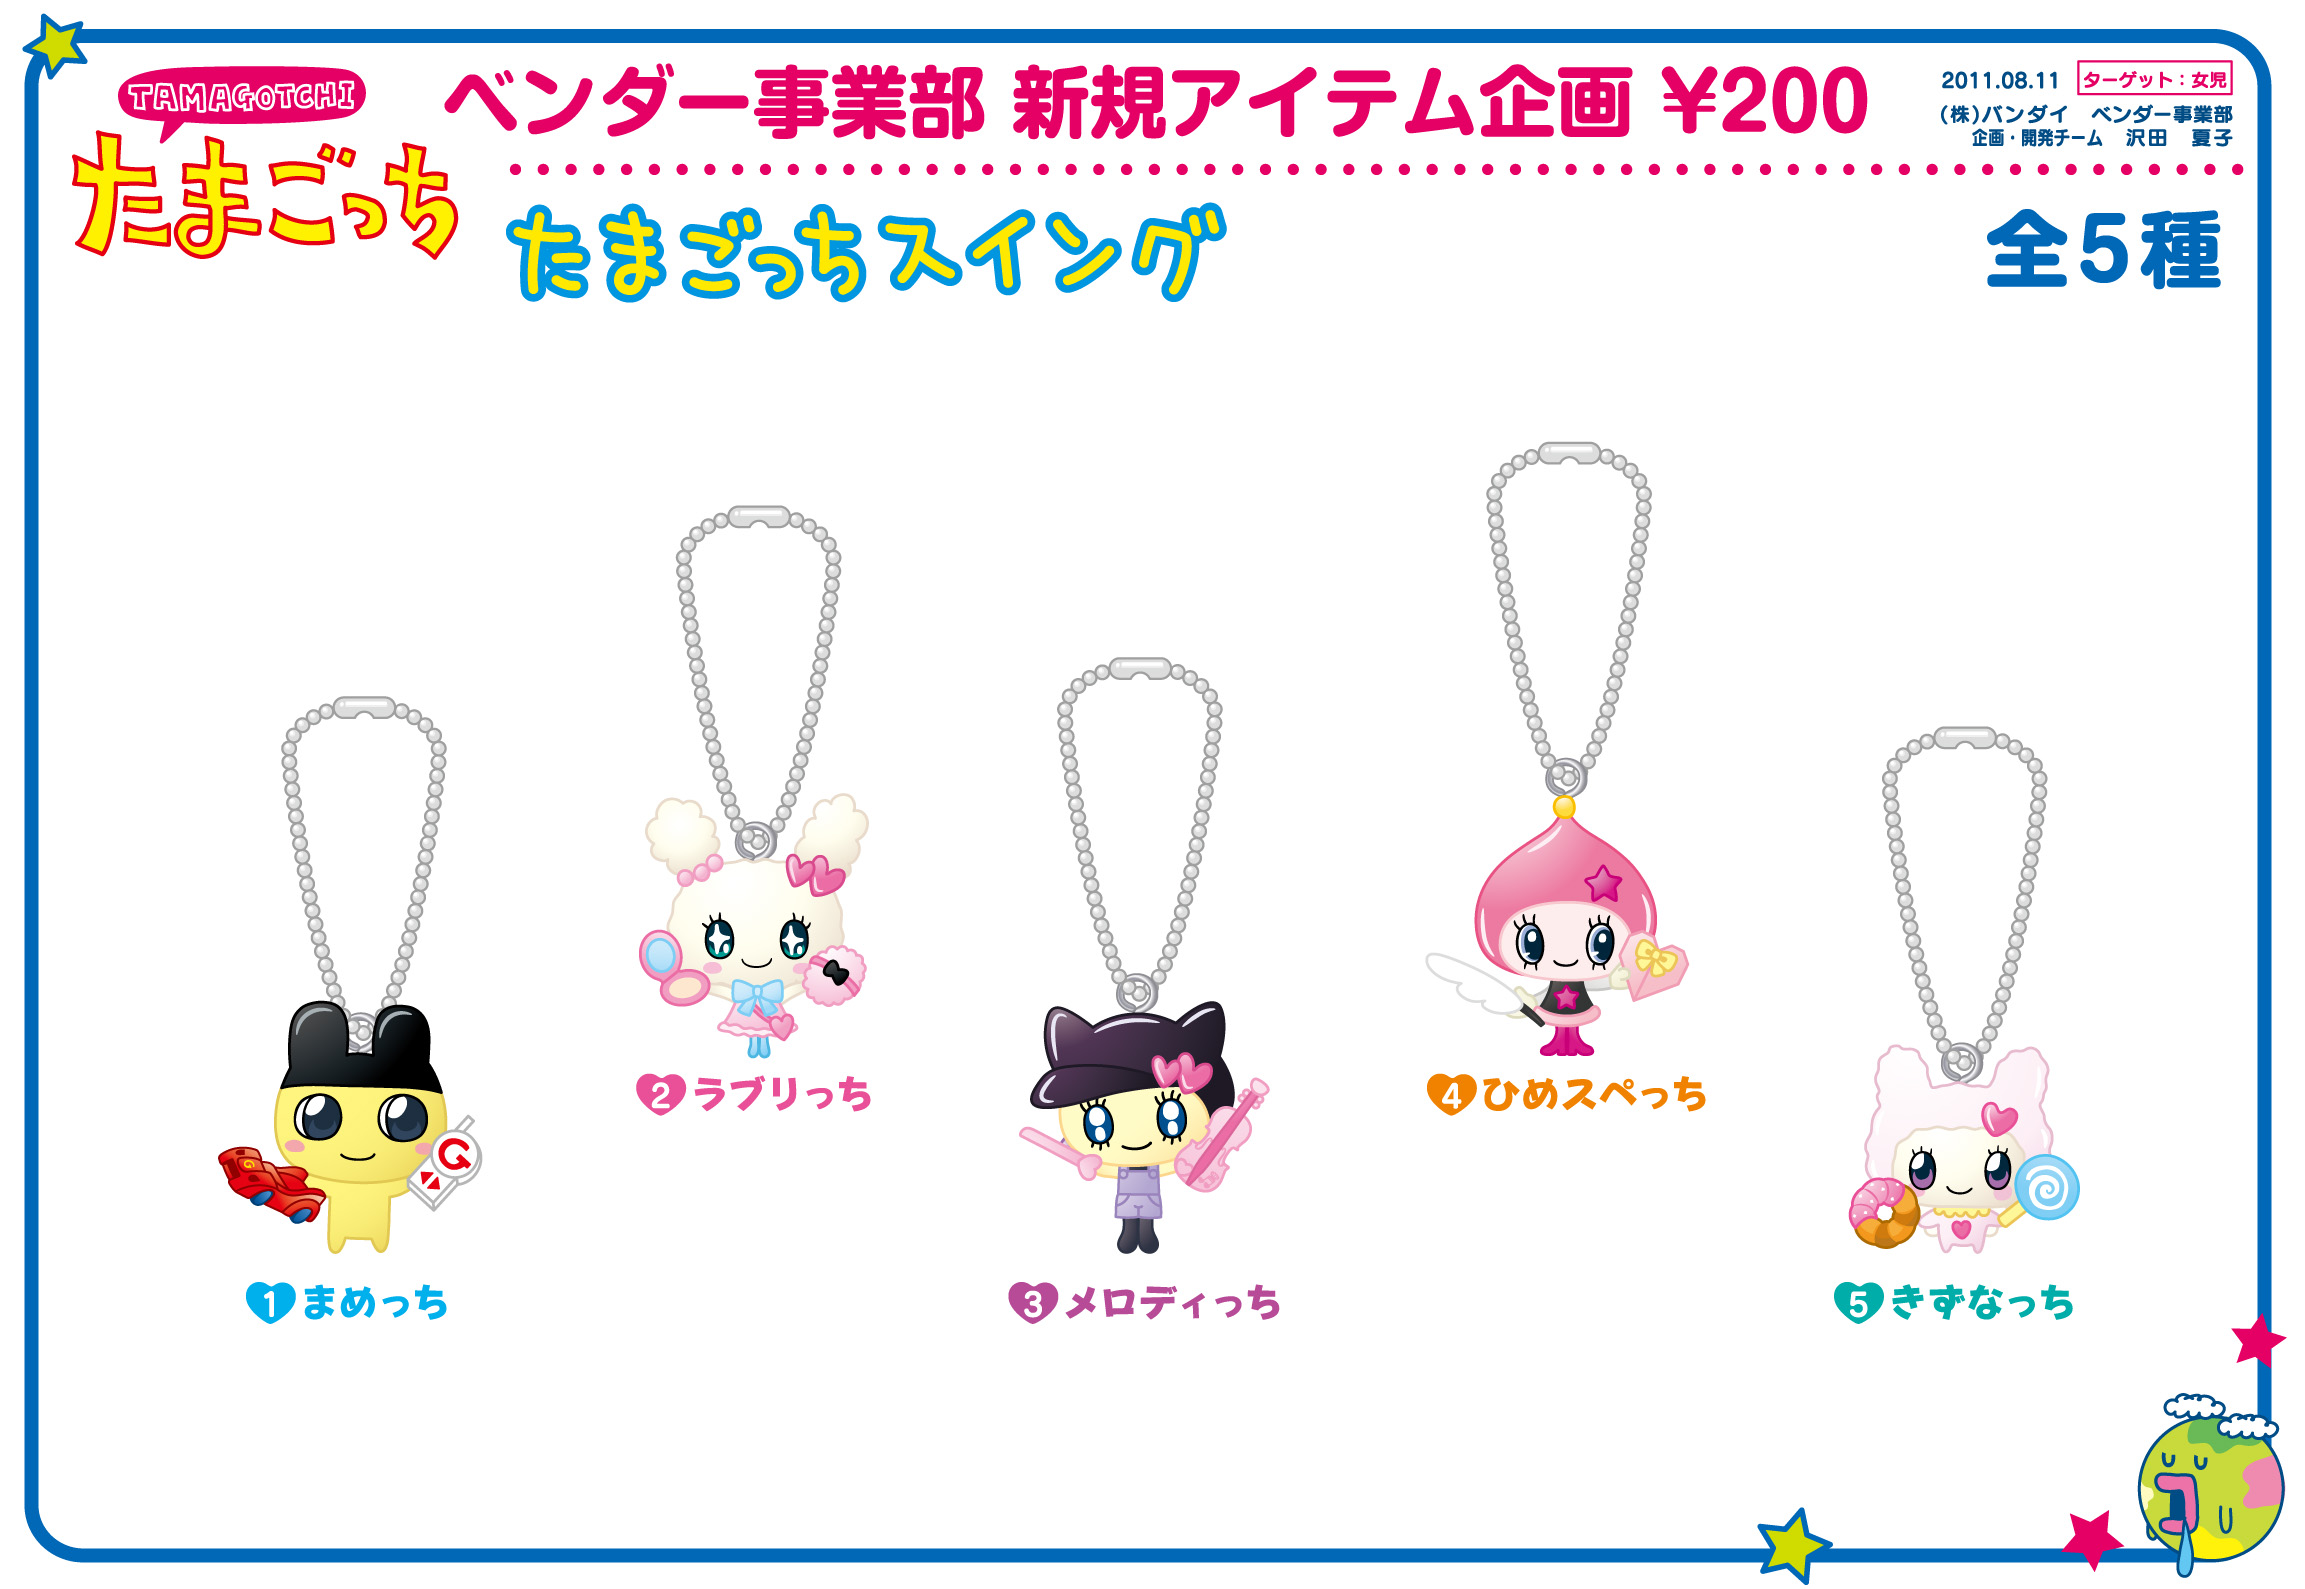 TAMAGOTCHI
たまごっち
ベンダー事業部 新規アイテム企画 ¥200
2011.08.11 ターゲット：女児
(株)バンダイ ベンダー事業部
企画・開発チーム 沢田 夏子
たまごっちスイング
全5種
G
2 ラブリっち
4 ひめスペっち
1 まめっち
3 メロディっち
5 きずなっち